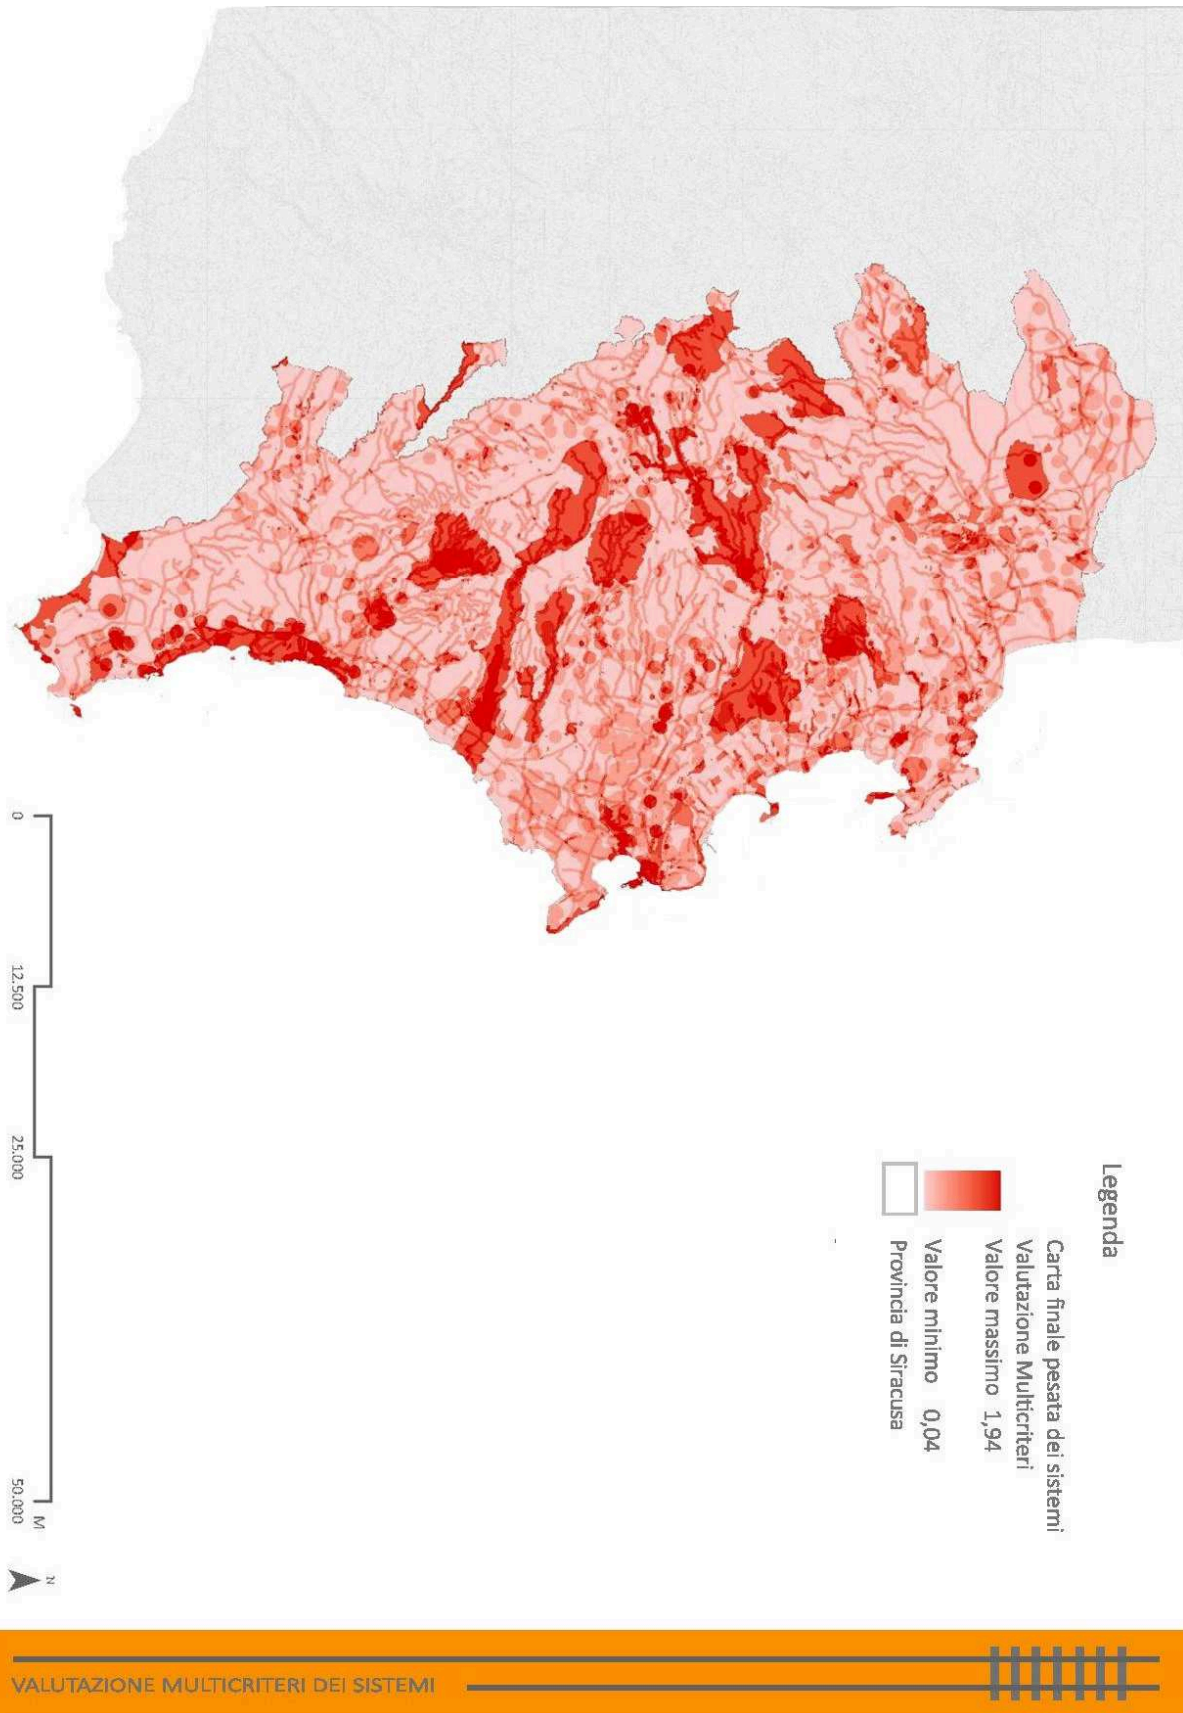 Legenda
Carta finale pesata dei sistemi
Valutazione Multicriteri
Valore massimo 1,94
Valore minimo 0,04
Provincia di Siracusa
0 12.500 25.000 50.000
M
N
VALUTAZIONE MULTICRITERI DEI SISTEMI